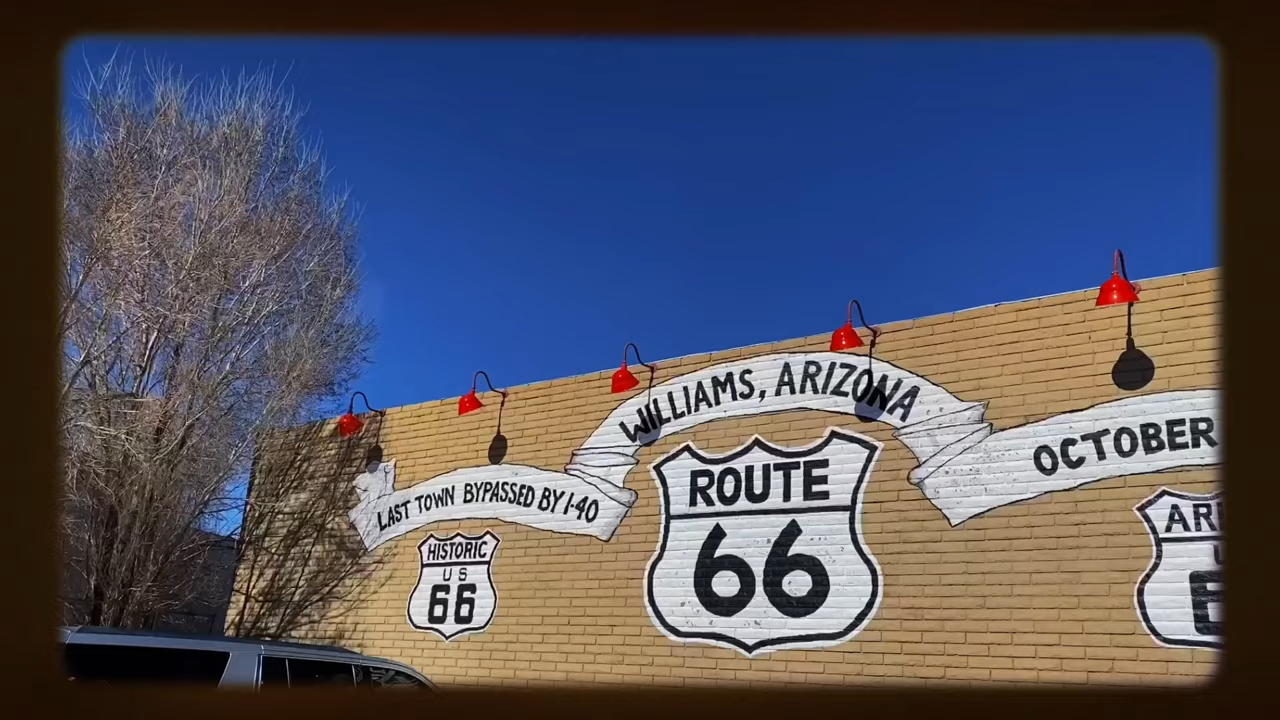 LAST TOWN BYPASSED BY I-40
WILLIAMS, ARIZONA
OCTOBER
HISTORIC
US
66
ROUTE
66